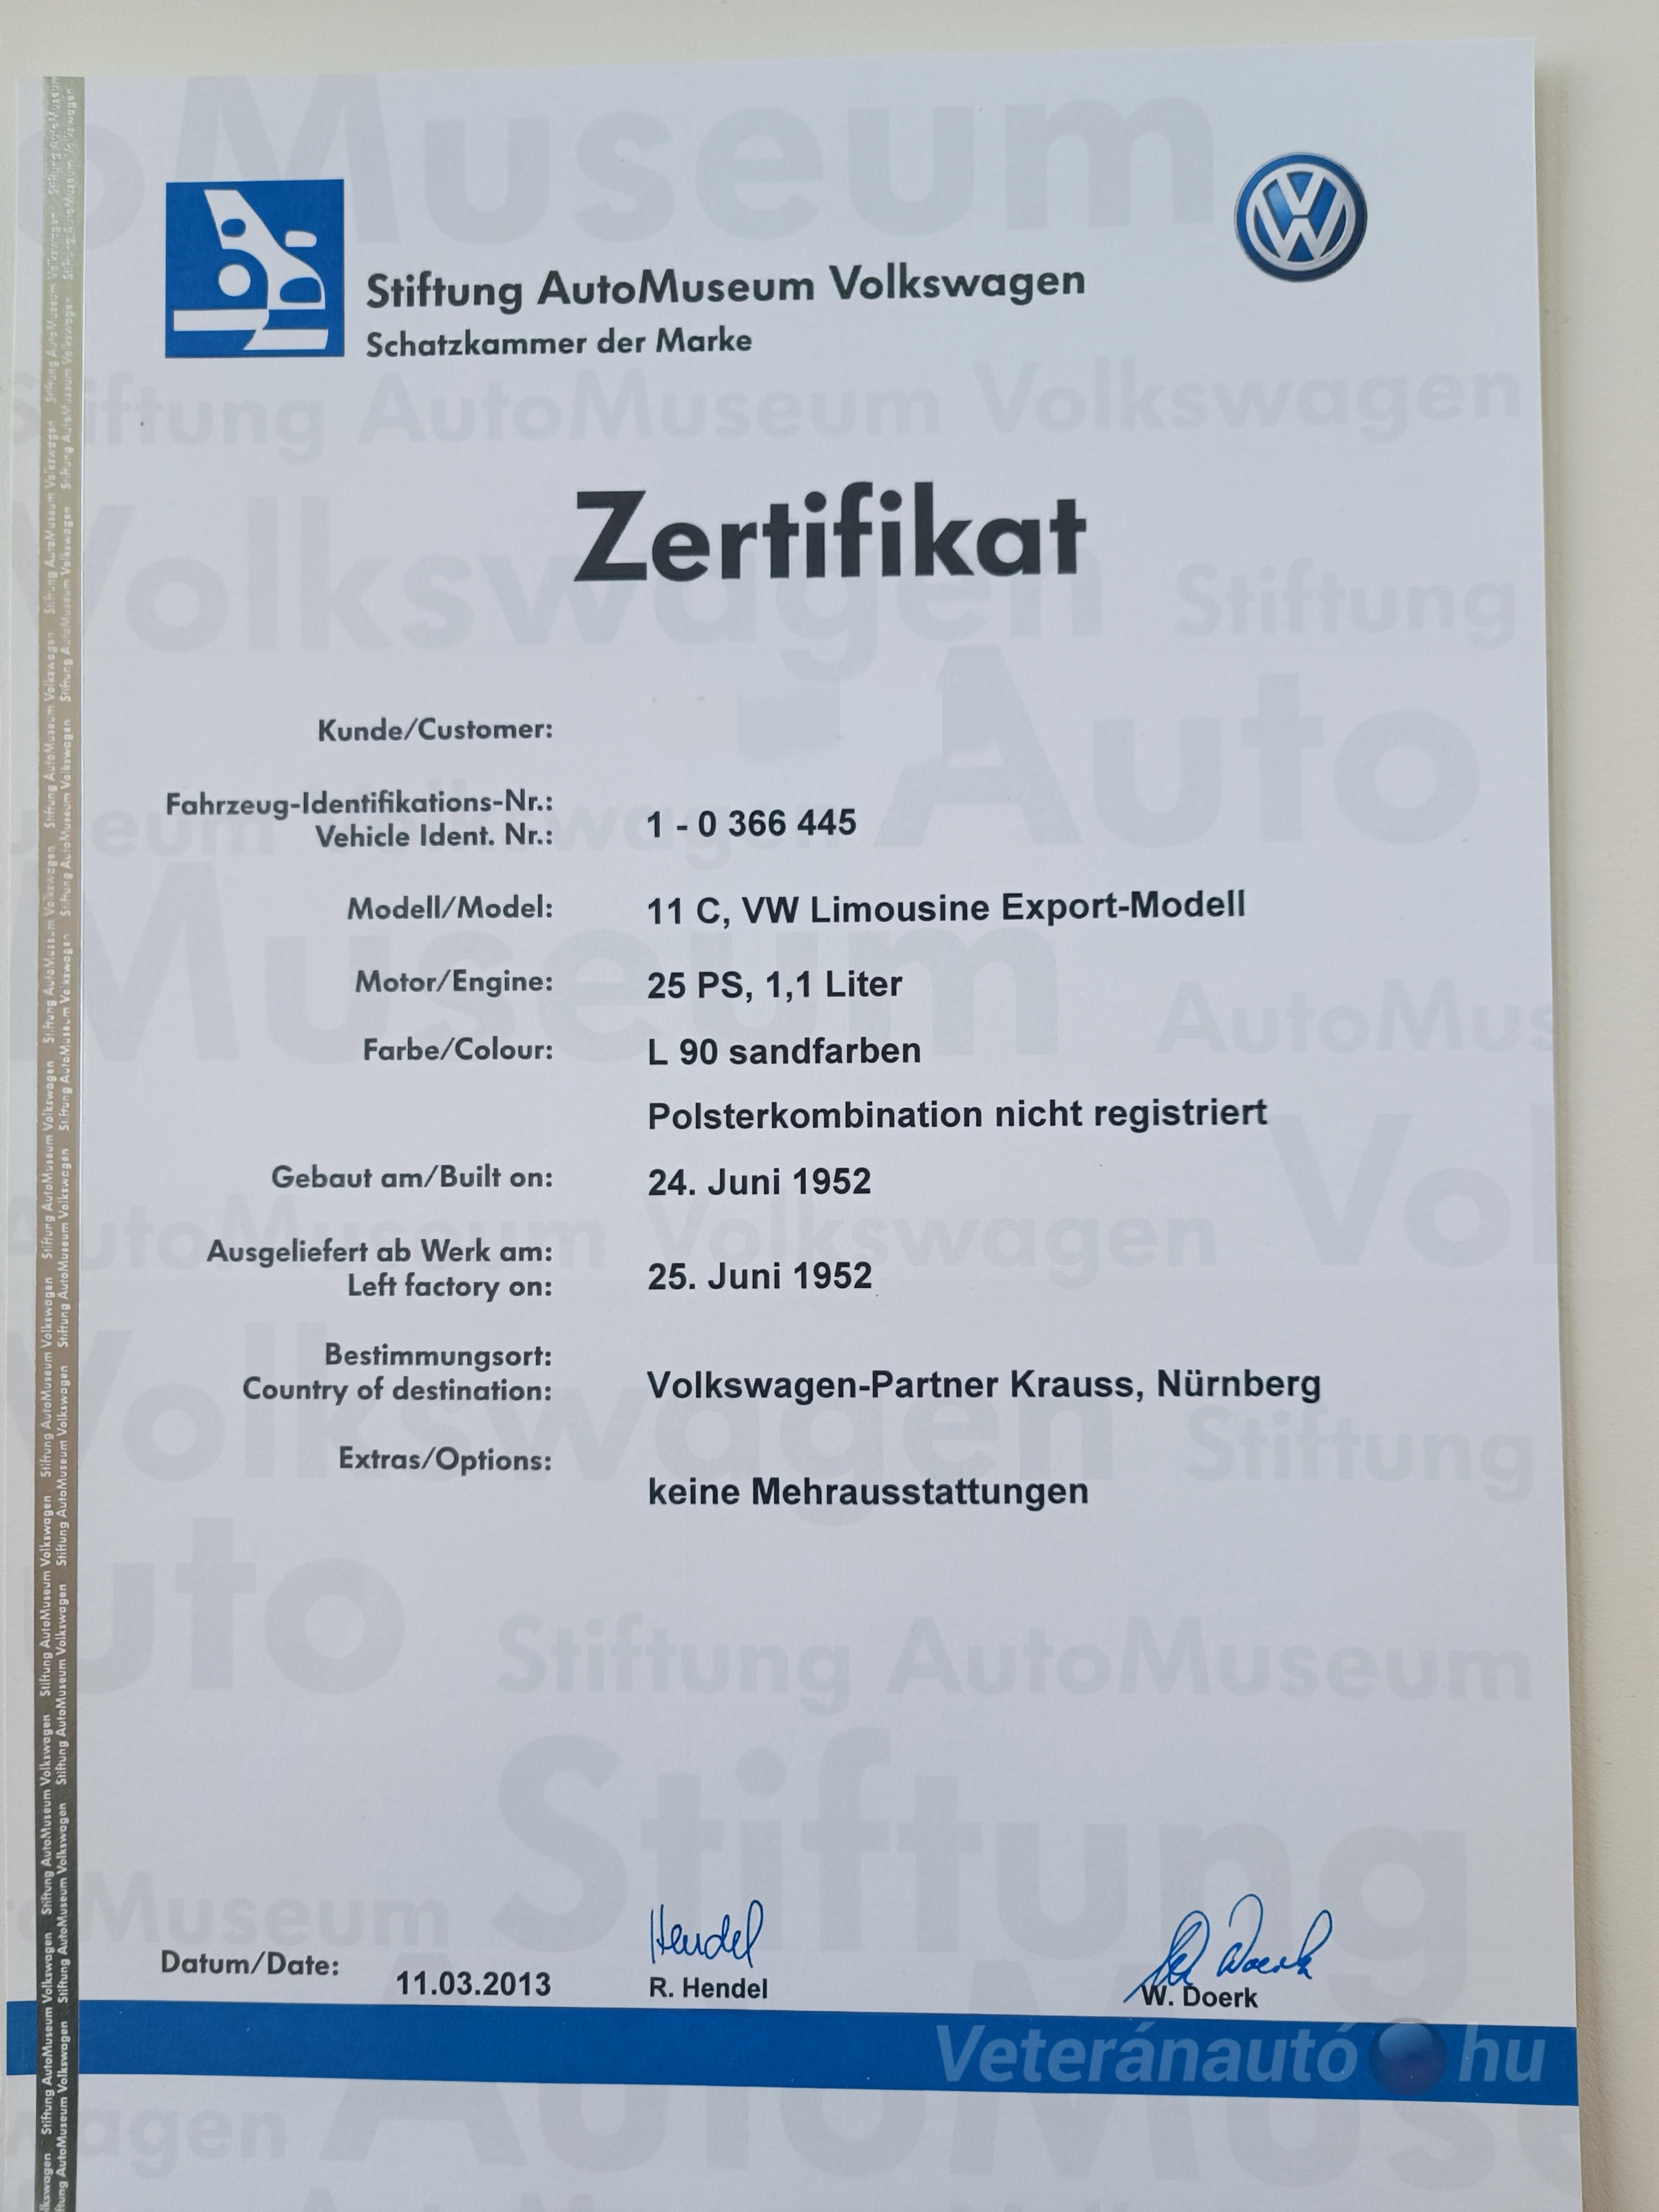 Stiftung AutoMuseum Volkswagen
Schatzkammer der Marke
Zertifikat
Kunde/Customer:
Fahrzeug-Identifikations-Nr.:
Vehicle Ident. Nr.: 1 - 0 366 445
Modell/Model: 11 C, VW Limousine Export-Modell
Motor/Engine: 25 PS, 1,1 Liter
Farbe/Colour: L 90 sandfarben
Polsterkombination nicht registriert
Gebaut am/Built on: 24. Juni 1952
Ausgeliefert ab Werk am:
Left factory on: 25. Juni 1952
Bestimmungsort:
Country of destination: Volkswagen-Partner Krauss, Nürnberg
Extras/Options:
keine Mehrausstattungen
Hendel
Doerk
Datum/Date: 11.03.2013 R. Hendel W. Doerk
Veteránautó hu